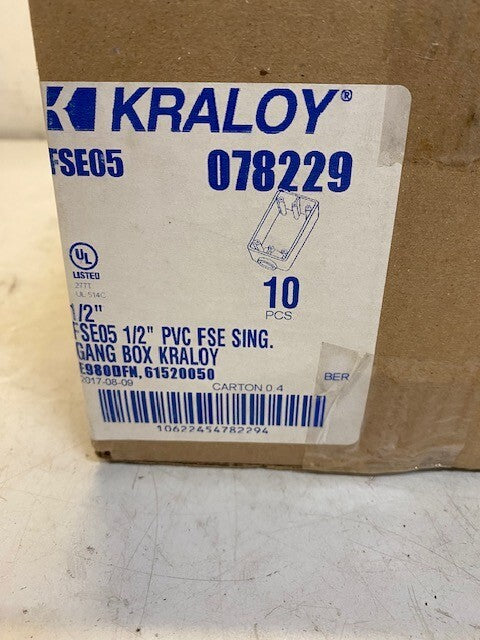 KRALOY®
FSE05 078229
UL
LISTED
277T
UL 514C
10
PCS
1/2"
FSE05 1/2" PVC FSE SING.
GANG BOX KRALOY
E980DFN,61520050
2017-08-09 CARTON 0.4
BER
10622454782294